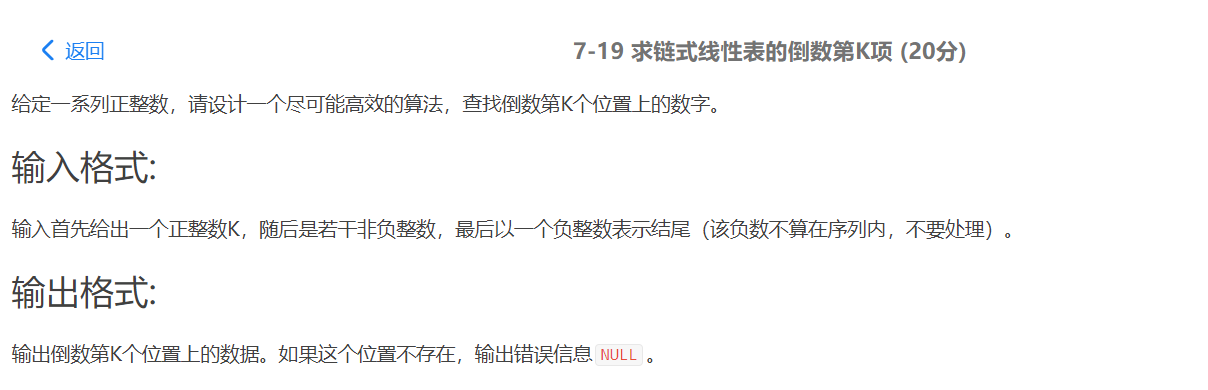 返回
7-19 求链式线性表的倒数第K项 (20分)
给定一系列正整数，请设计一个尽可能高效的算法，查找倒数第K个位置上的数字。
输入格式:
输入首先给出一个正整数K，随后是若干非负整数，最后以一个负整数表示结尾（该负数不算在序列内，不要处理）。
输出格式:
输出倒数第K个位置上的数据。如果这个位置不存在，输出错误信息NULL。